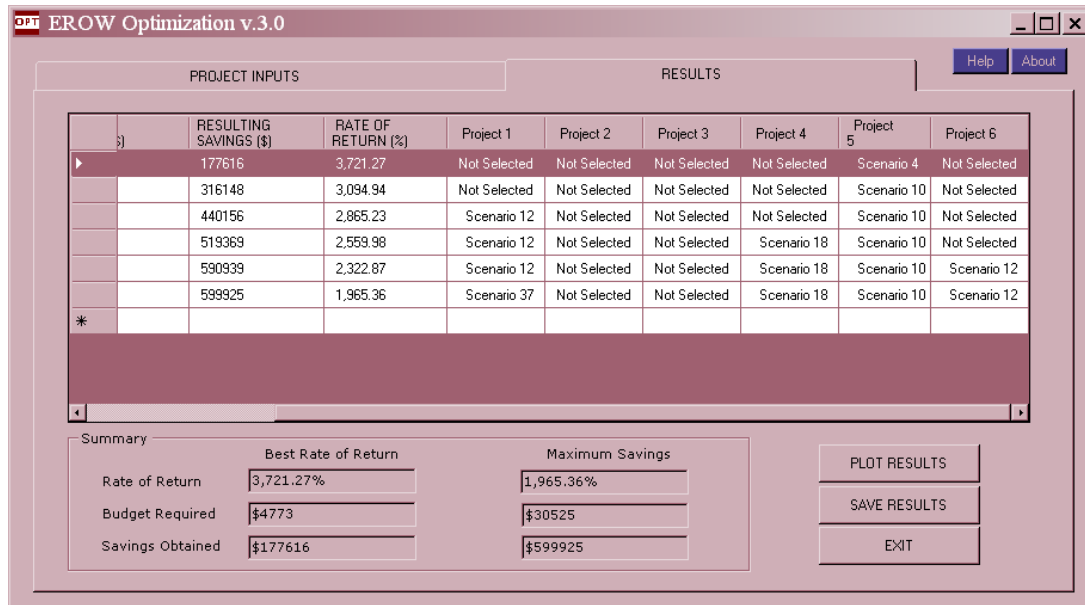 OPT EROW Optimization v.3.0
Help About
PROJECT INPUTS RESULTS
$) RESULTING SAVINGS ($) RATE OF RETURN (%) Project 1 Project 2 Project 3 Project 4 Project 5 Project 6
177616 3,721.27 Not Selected Not Selected Not Selected Not Selected Scenario 4 Not Selected
316148 3,094.94 Not Selected Not Selected Not Selected Not Selected Scenario 10 Not Selected
440156 2,865.23 Scenario 12 Not Selected Not Selected Not Selected Scenario 10 Not Selected
519369 2,559.98 Scenario 12 Not Selected Not Selected Scenario 18 Scenario 10 Not Selected
590939 2,322.87 Scenario 12 Not Selected Not Selected Scenario 18 Scenario 10 Scenario 12
599925 1,965.36 Scenario 37 Not Selected Not Selected Scenario 18 Scenario 10 Scenario 12
Summary
Best Rate of Return Maximum Savings
Rate of Return 3,721.27% 1,965.36%
Budget Required $4773 $30525
Savings Obtained $177616 $599925
PLOT RESULTS
SAVE RESULTS
EXIT